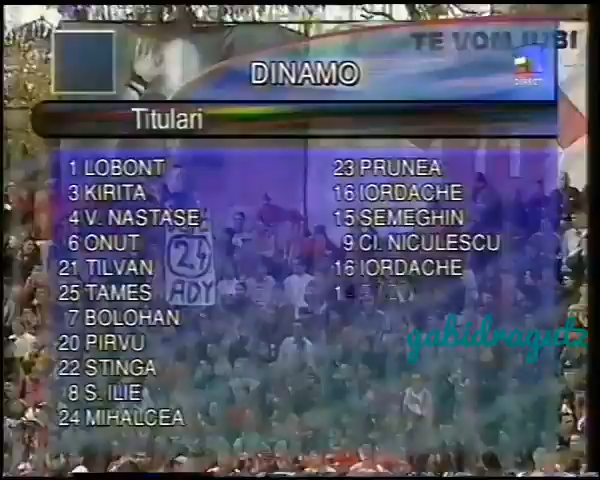 TE VOM IUBI
DINAMO
DIRECT
Titulari
1 LOBONT
3 KIRITA
4 V. NASTASE
6 ONUT
21 TILVAN
25 TAMES
7 BOLOHAN
20 PIRVU
22 STINGA
8 S. ILIE
24 MIHALCEA
23 PRUNEA
16 IORDACHE
15 SEMEGHIN
9 CI. NICULESCU
16 IORDACHE
24
ADY
gabidragutz